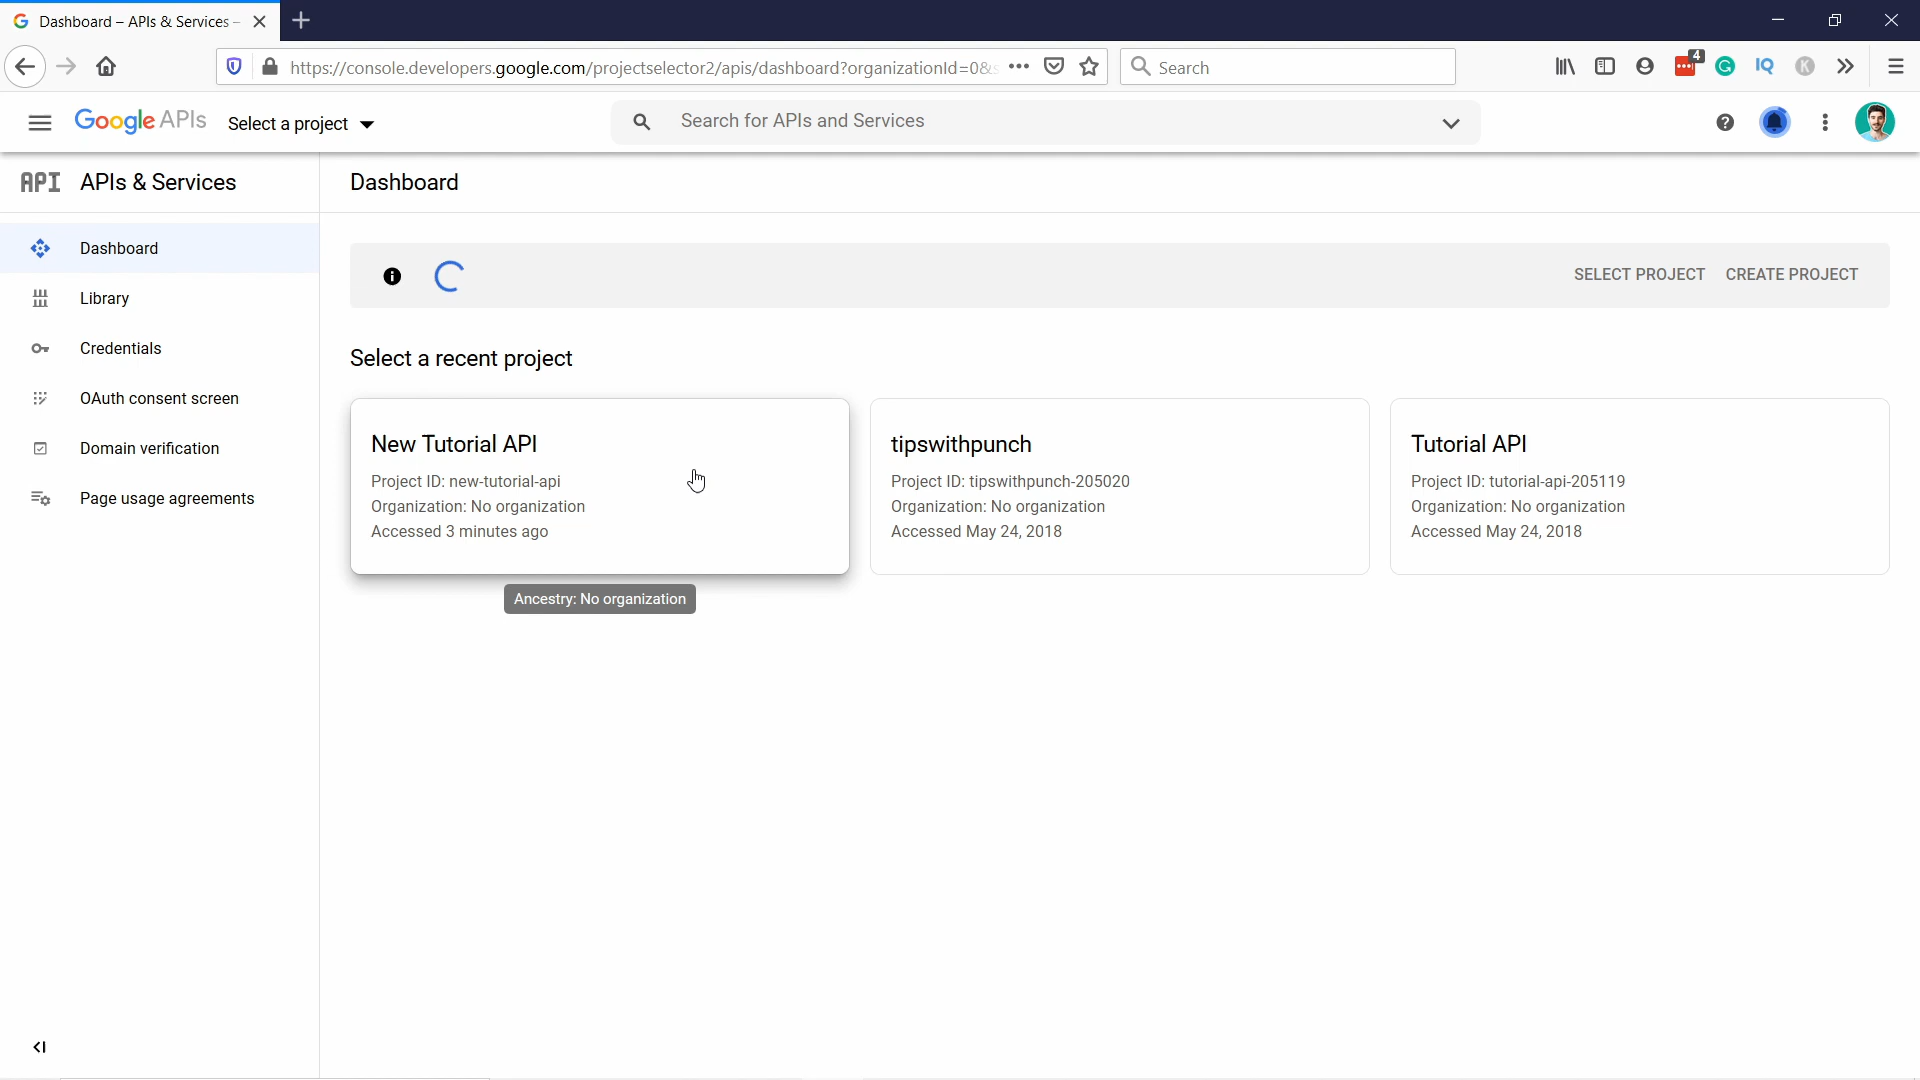 Dashboard – APIs & Services –
https://console.developers.google.com/projectselector2/apis/dashboard?organizationId=0&
Search
4
Google APIs
Select a project
Search for APIs and Services
API APIs & Services
Dashboard
Dashboard
Library
Credentials
OAuth consent screen
Domain verification
Page usage agreements
SELECT PROJECT
CREATE PROJECT
Select a recent project
New Tutorial API
Project ID: new-tutorial-api
Organization: No organization
Accessed 3 minutes ago
tipswithpunch
Project ID: tipswithpunch-205020
Organization: No organization
Accessed May 24, 2018
Tutorial API
Project ID: tutorial-api-205119
Organization: No organization
Accessed May 24, 2018
Ancestry: No organization